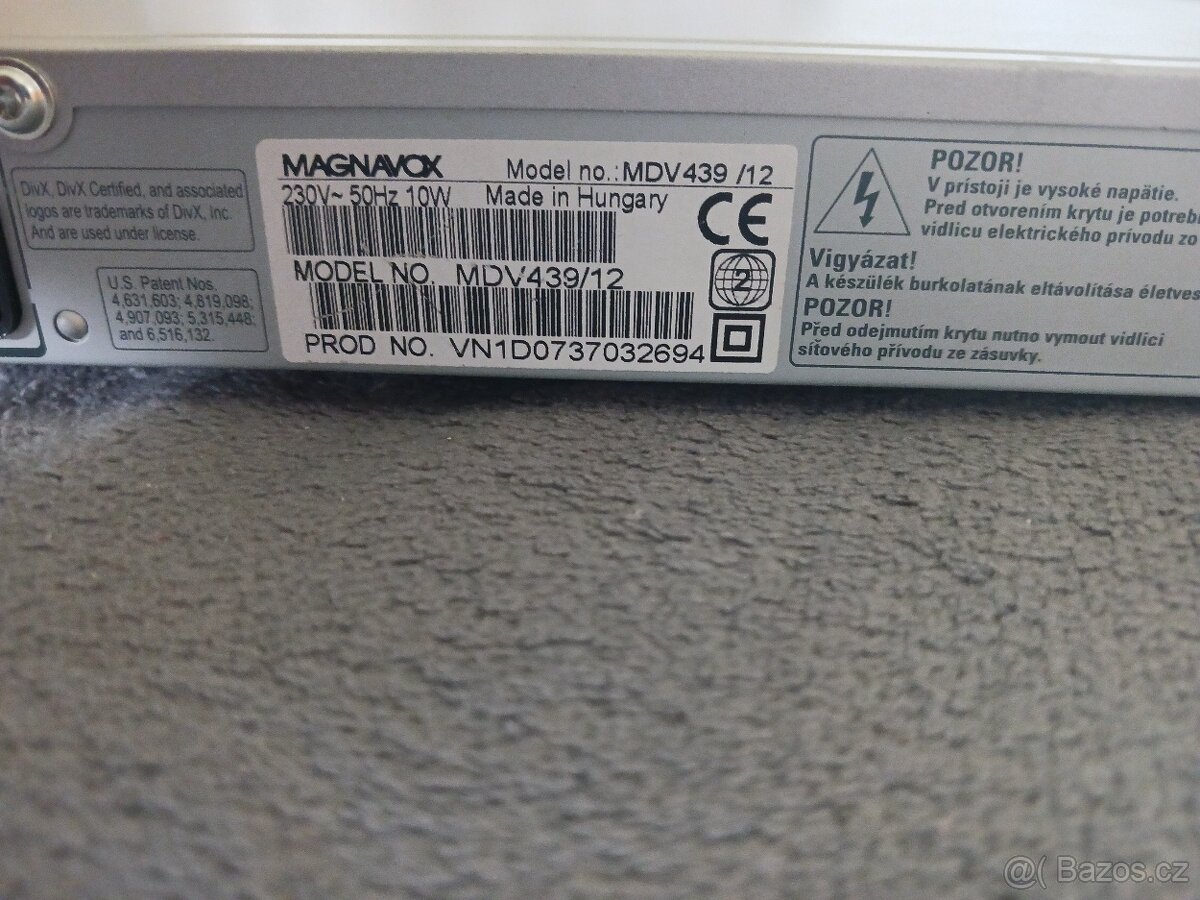 DivX, DivX Certified, and associated
logos are trademarks of DivX, Inc.
And are used under license.
U.S. Patent Nos.
4,631,603; 4,819,098;
4,907,093; 5,315,448;
and 6,516,132.
MAGNAVOX Model no.:MDV439 /12
230V~ 50Hz 10W Made in Hungary
CE
MODEL NO. MDV439/12
2
PROD NO. VN1D0737032694
POZOR!
V prístoji je vysoké napätie.
Pred otvorením krytu je
vidlicu elektrického prívodu zo
Vigyázat!
A készülék burkolatának eltávolítása
POZOR!
Před odejmutím krytu nutno vymout vidlici
síťového přívodu ze zásuvky.
@( Bazos.cz